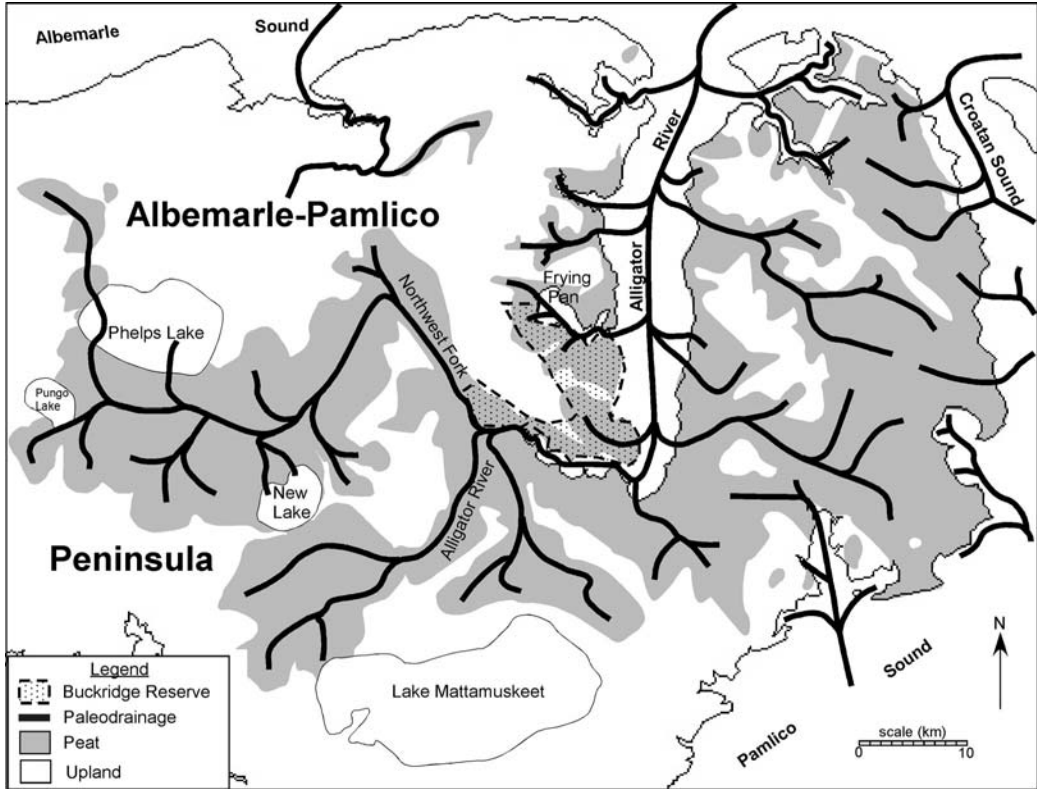 Albemarle
Sound
River
Croatan Sound
Albemarle-Pamlico
Northwest Fork
Frying
Pan
Alligator
Phelps Lake
Pungo
Lake
New
Lake
Alligator River
Peninsula
Lake Mattamuskeet
Sound
Pamlico
N
scale (km)
0 10
Legend
Buckridge Reserve
Paleodrainage
Peat
Upland